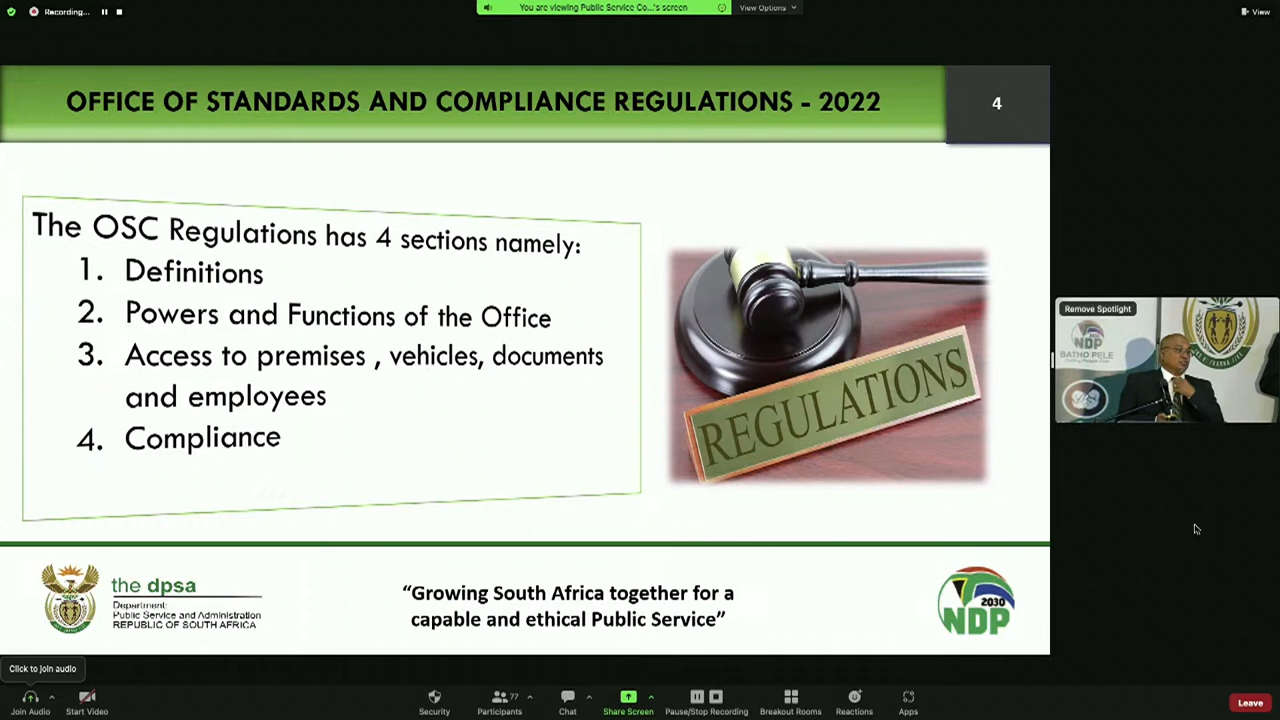 Recording...
You are viewing Public Service Co...'s screen
View Options
View
OFFICE OF STANDARDS AND COMPLIANCE REGULATIONS - 2022
4
The OSC Regulations has 4 sections namely:
1. Definitions
2. Powers and Functions of the Office
3. Access to premises , vehicles, documents
and employees
4. Compliance
REGULATIONS
Remove Spotlight
NDP
BATHO PELE
the dpsa
Department:
Public Service and Administration
REPUBLIC OF SOUTH AFRICA
“Growing South Africa together for a
capable and ethical Public Service”
2030
NDP
Click to join audio
Join Audio
Start Video
Security
77
Participants
Chat
Share Screen
Pause/Stop Recording
Breakout Rooms
Reactions
Apps
Leave